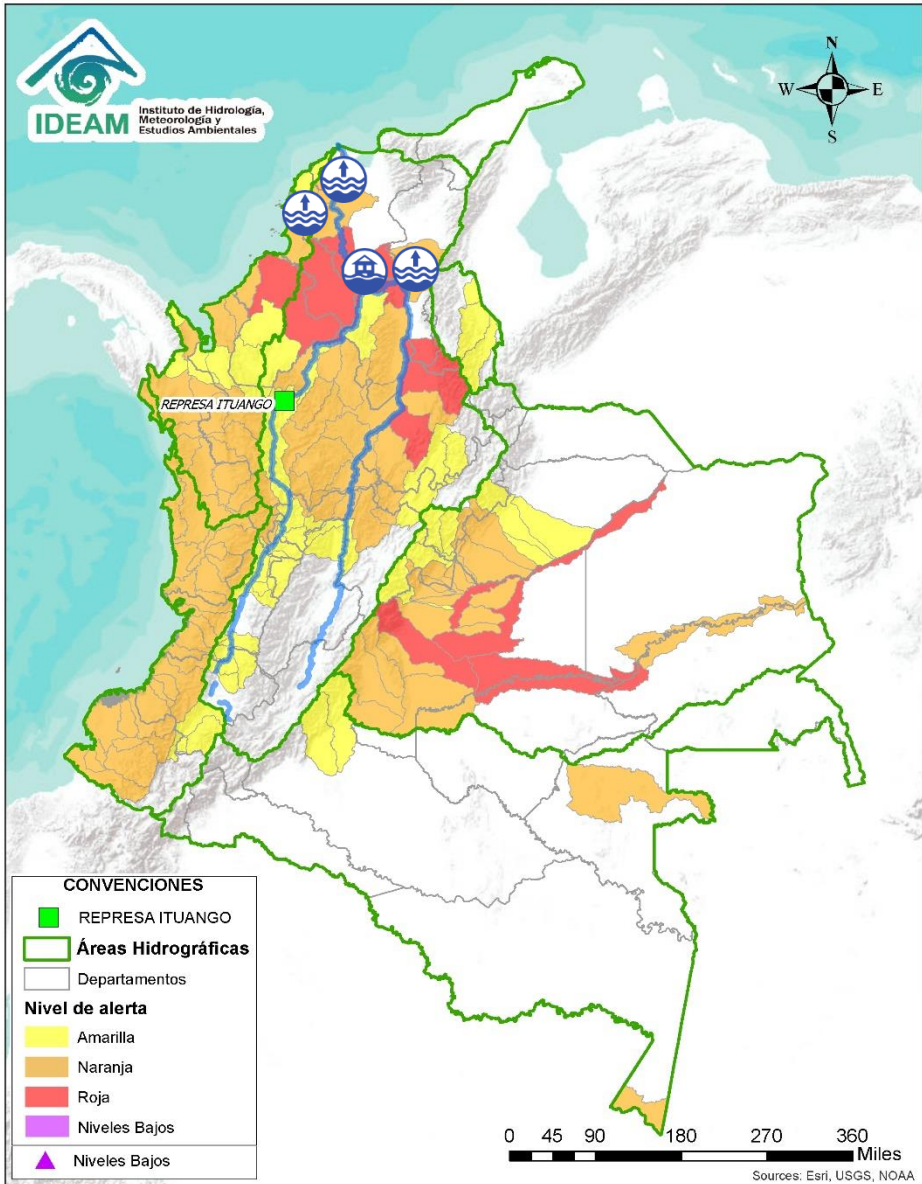 IDEAM
Instituto de Hidrología,
Meteorología y
Estudios Ambientales
N
W
E
S
REPRESA ITUANGO
CONVENCIONES
REPRESA ITUANGO
Áreas Hidrográficas
Departamentos
Nivel de alerta
Amarilla
Naranja
Roja
Niveles Bajos
Niveles Bajos
0 45 90 180 270 360
Miles
Sources: Esri, USGS, NOAA